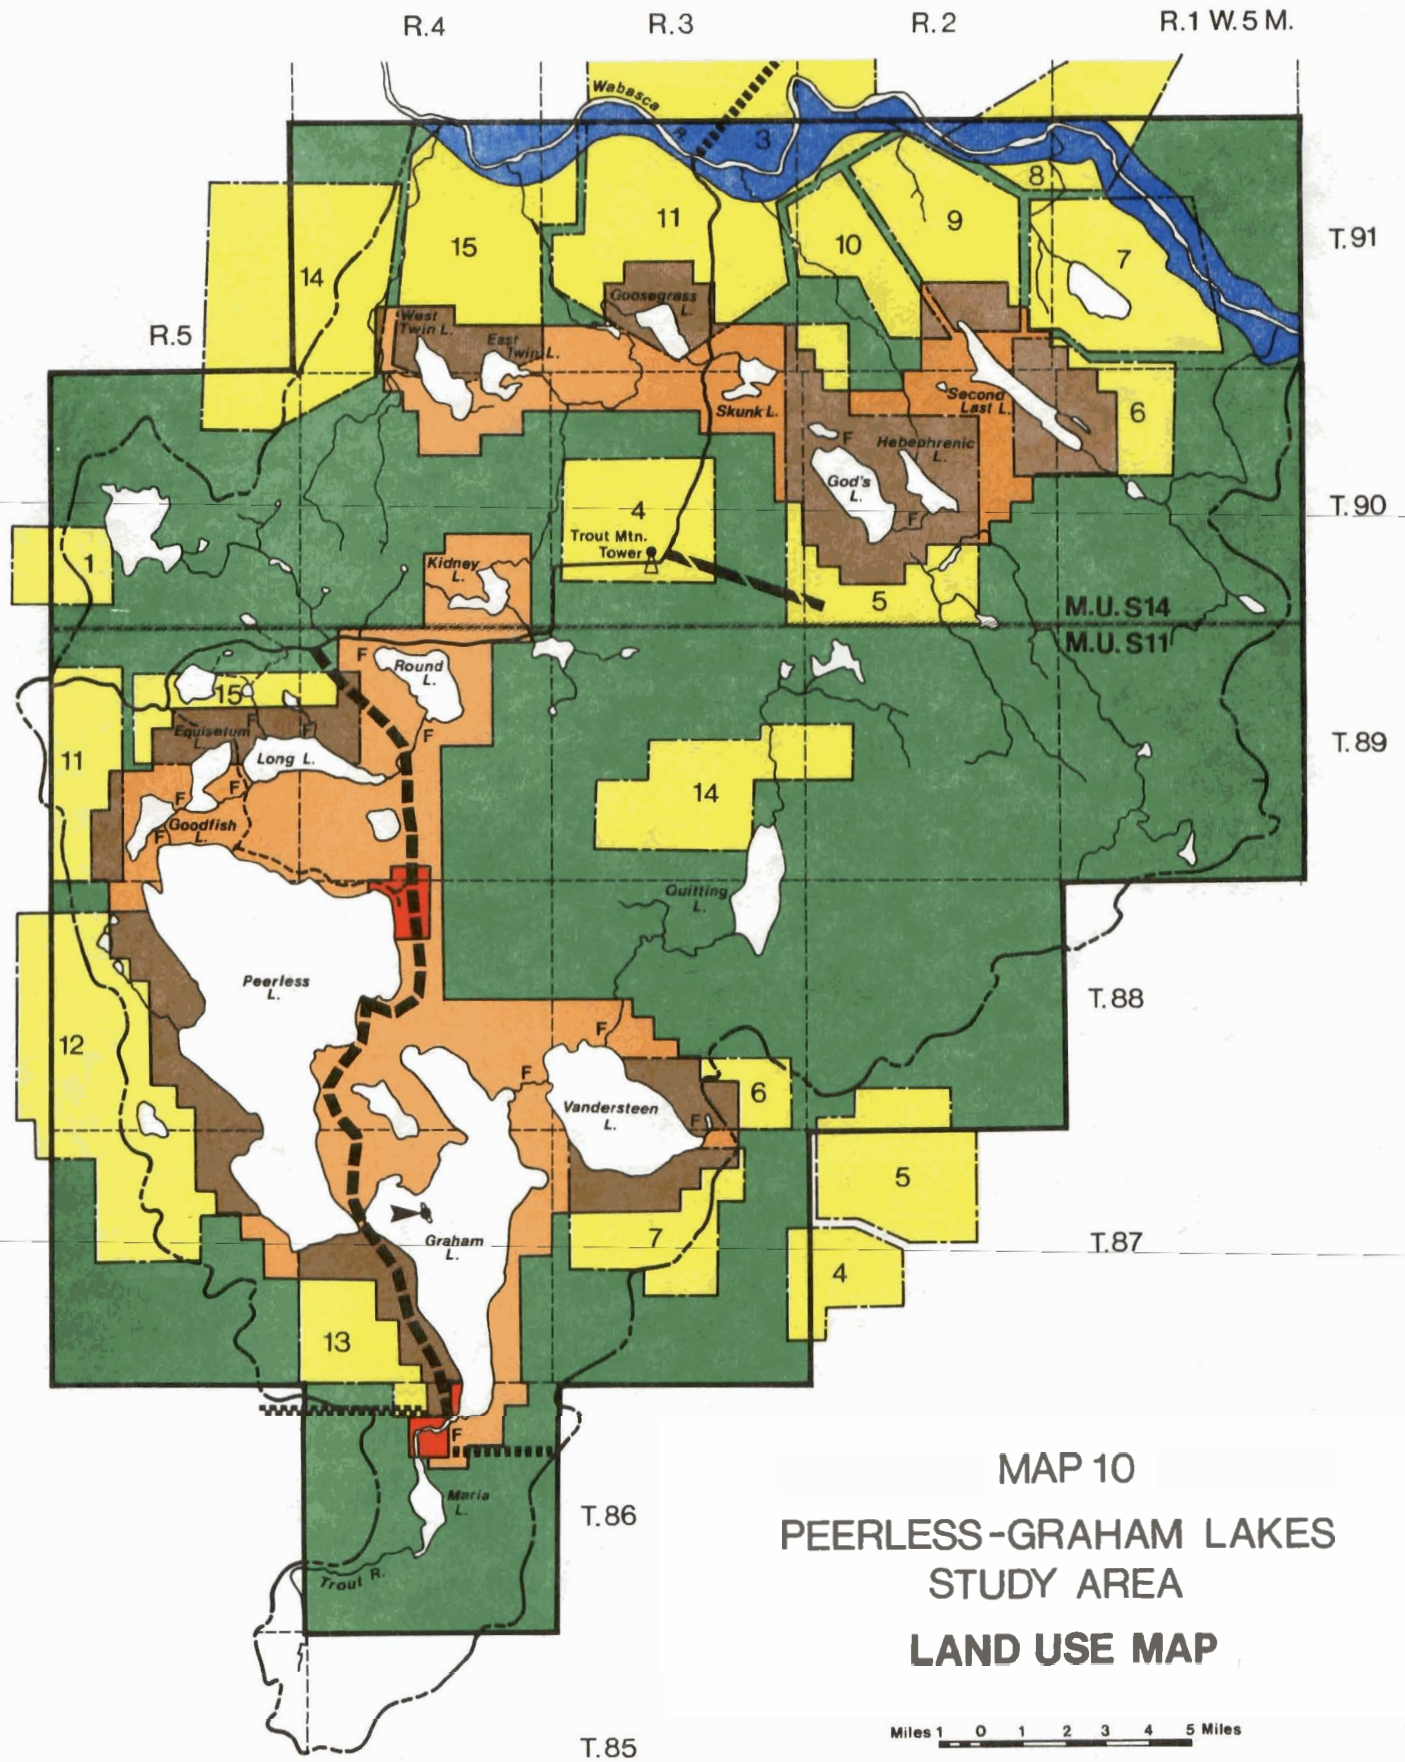 R.4 R.3 R.2 R.1 W.5 M.
Wabasca
R.
3
8
T.91
11
9
15
10
7
14
Goosegrass
L.
R.5
West
Twin L.
East
Twin L.
Second
Last L.
Skunk L.
6
F
Hebephrenic
L.
God's
L.
T.90
4
F
Trout Mtn.
Tower
1
Kidney
L.
5
M.U. S14
M.U. S11
F
Round
L.
15
F
F
Equisetum
L.
F
T.89
11
Long L.
F
F
14
Goodfish
L.
F
Quitting
L.
Peerless
L.
T.88
12
F
F
6
Vandersteen
L.
F
5
7
Graham
L.
T.87
4
13
F
MAP 10
Maria
L.
T.86
PEERLESS-GRAHAM LAKES
STUDY AREA
Trout R.
LAND USE MAP
Miles 1 0 1 2 3 4 5 Miles
T.85